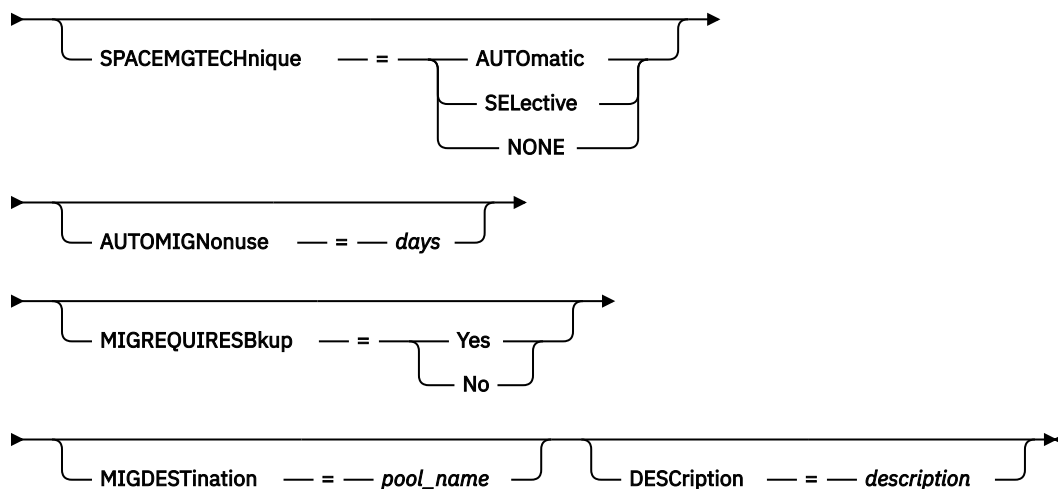 SPACEMGTECHnique = AUTOmatic
SELective
NONE
AUTOMIGNonuse = days
MIGREQUIRESBkup = Yes
No
MIGDESTination = pool_name DESCription = description